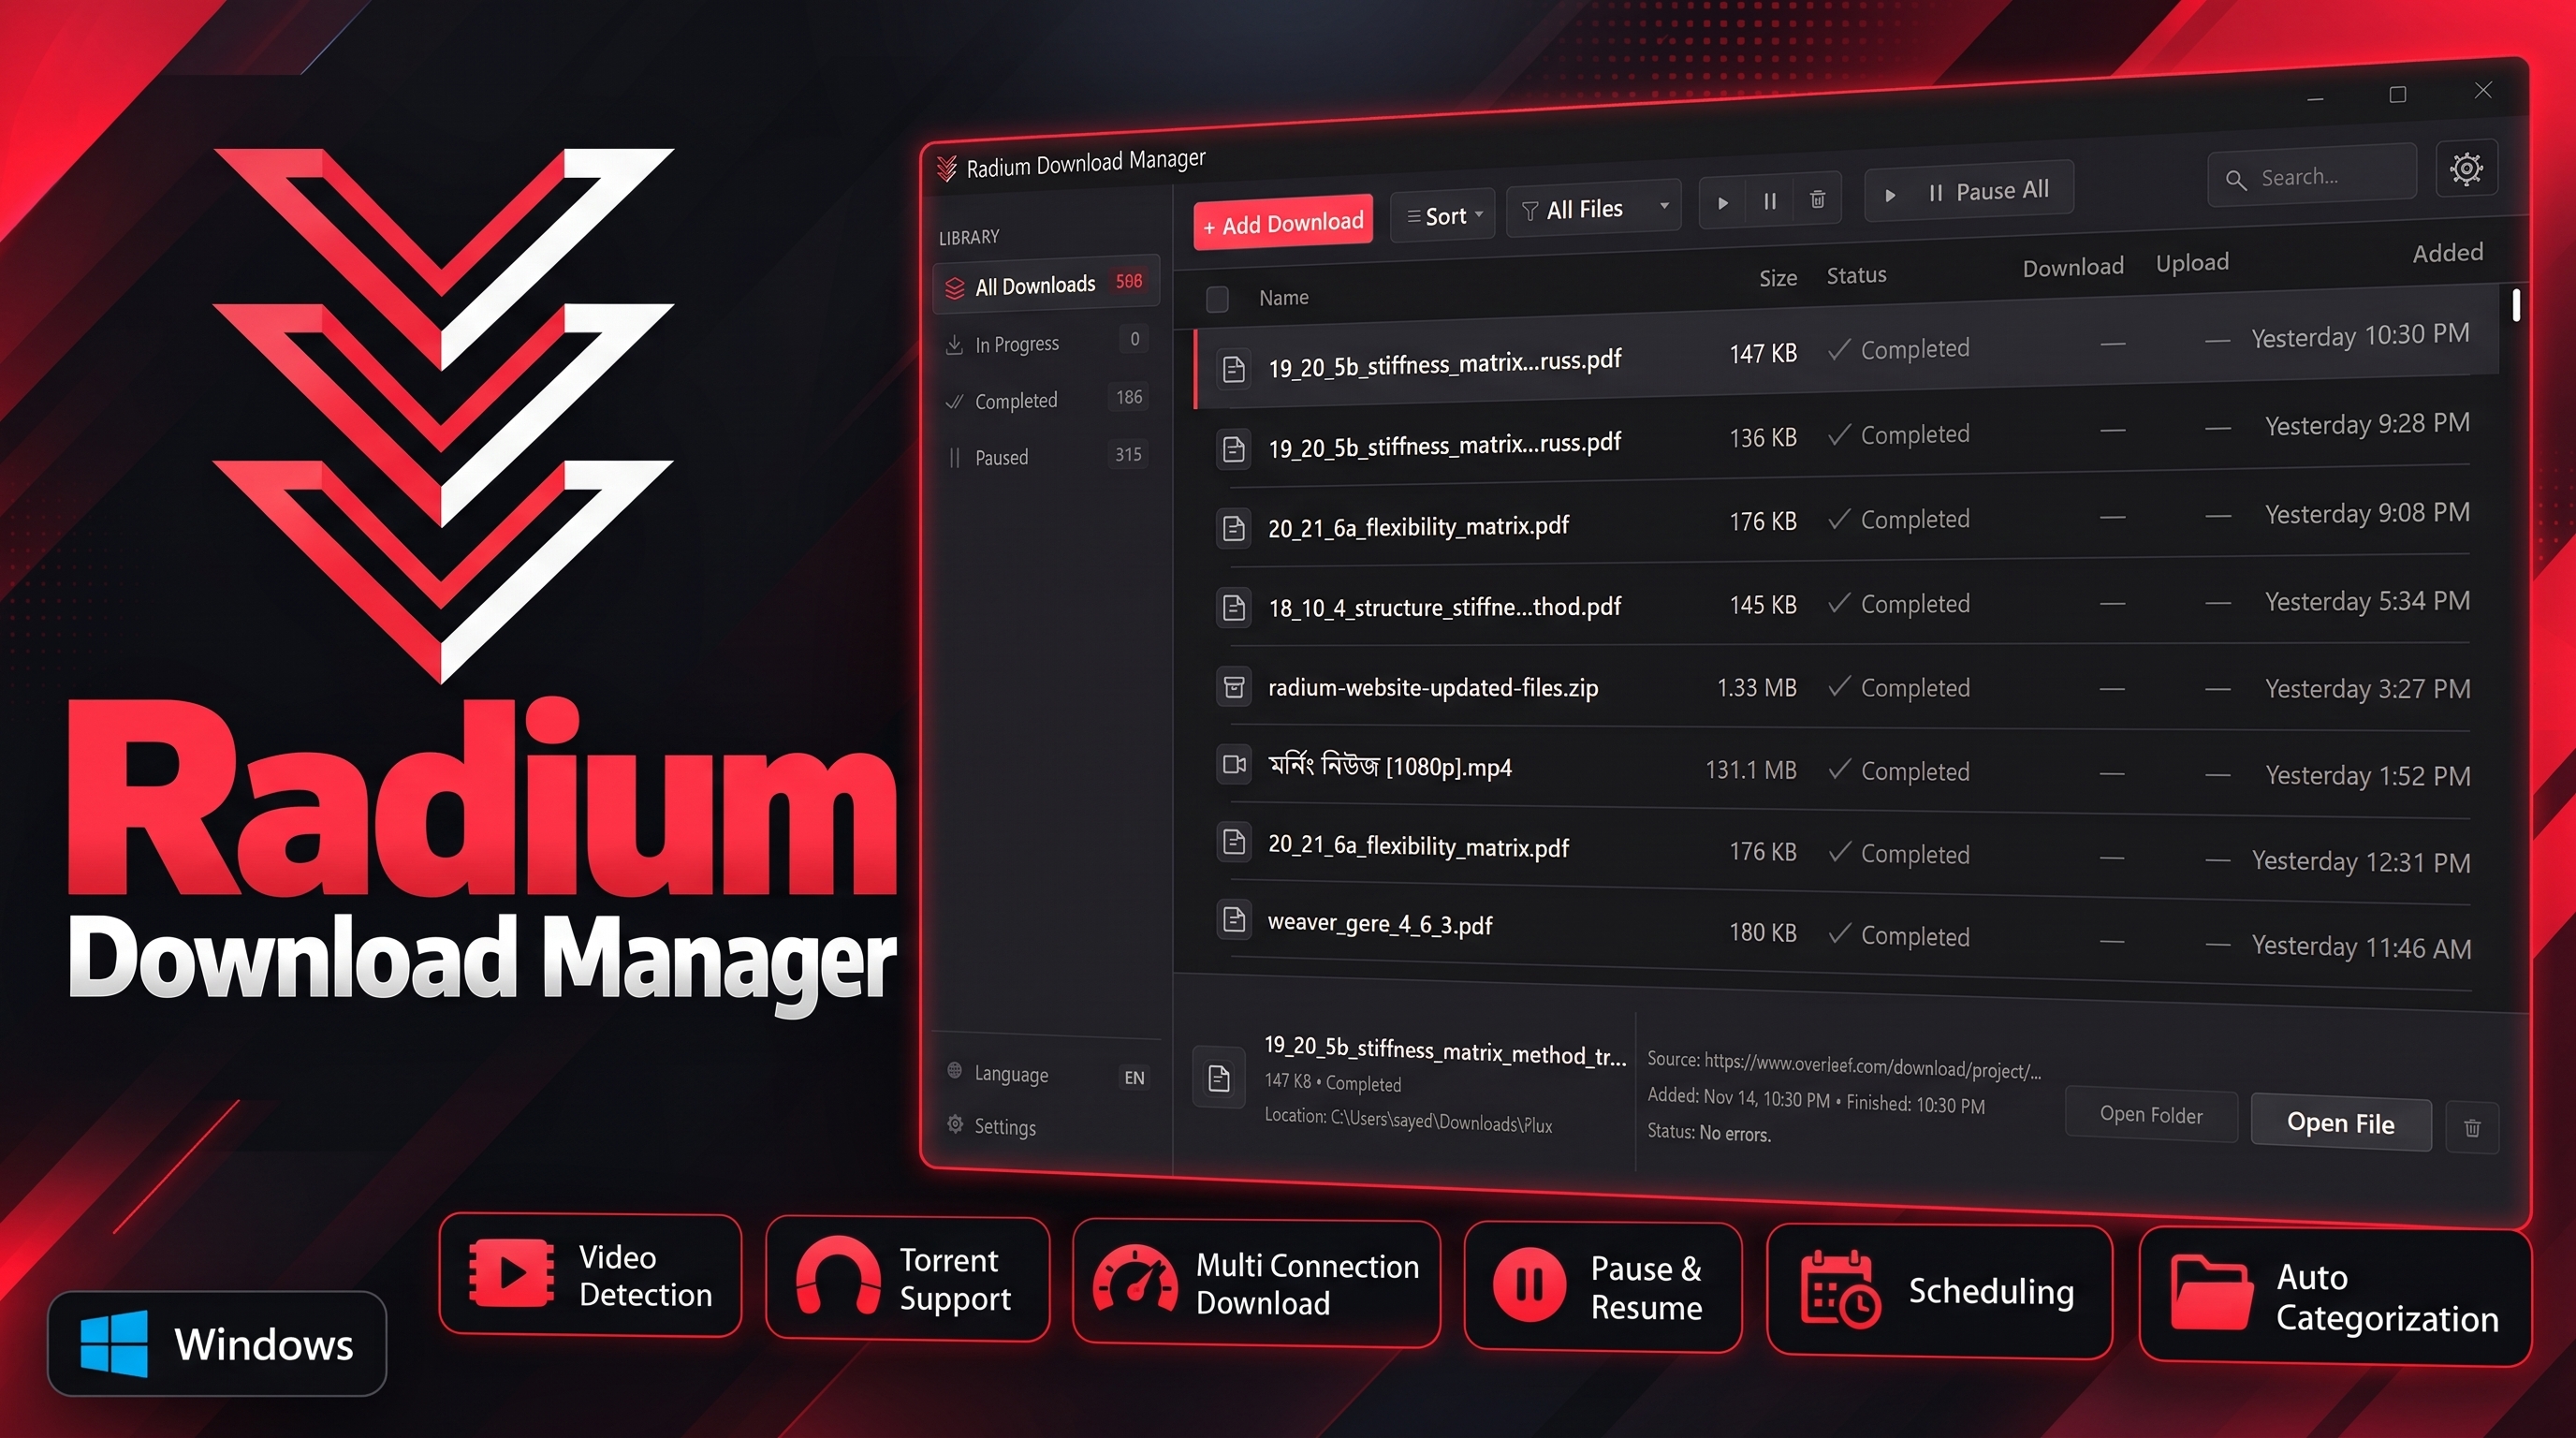 Radium
Download Manager
Windows
Radium Download Manager
LIBRARY
All Downloads 506
In Progress 0
Completed 186
Paused 315
Language EN
Settings
+ Add Download Sort All Files Pause All Search...
Name Size Status Download Upload Added
19_20_5b_stiffness_matrix...russ.pdf 147 KB Completed — — Yesterday 10:30 PM
19_20_5b_stiffness_matrix...russ.pdf 136 KB Completed — — Yesterday 9:28 PM
20_21_6a_flexibility_matrix.pdf 176 KB Completed — — Yesterday 9:08 PM
18_10_4_structure_stiffne...thod.pdf 145 KB Completed — — Yesterday 5:34 PM
radium-website-updated-files.zip 1.33 MB Completed — — Yesterday 3:27 PM
মর্নিং নিউজ [1080p].mp4 131.1 MB Completed — — Yesterday 1:52 PM
20_21_6a_flexibility_matrix.pdf 176 KB Completed — — Yesterday 12:31 PM
weaver_gere_4_6_3.pdf 180 KB Completed — — Yesterday 11:46 AM
19_20_5b_stiffness_matrix_method_tr...
147 K8 • Completed
Location: C:\Users\sayed\Downloads\Plux
Source: https://www.overleef.com/download/project/...
Added: Nov 14, 10:30 PM • Finished: 10:30 PM
Status: No errors.
Open Folder Open File
Video
Detection
Torrent
Support
Multi Connection
Download
Pause &
Resume
Scheduling
Auto
Categorization